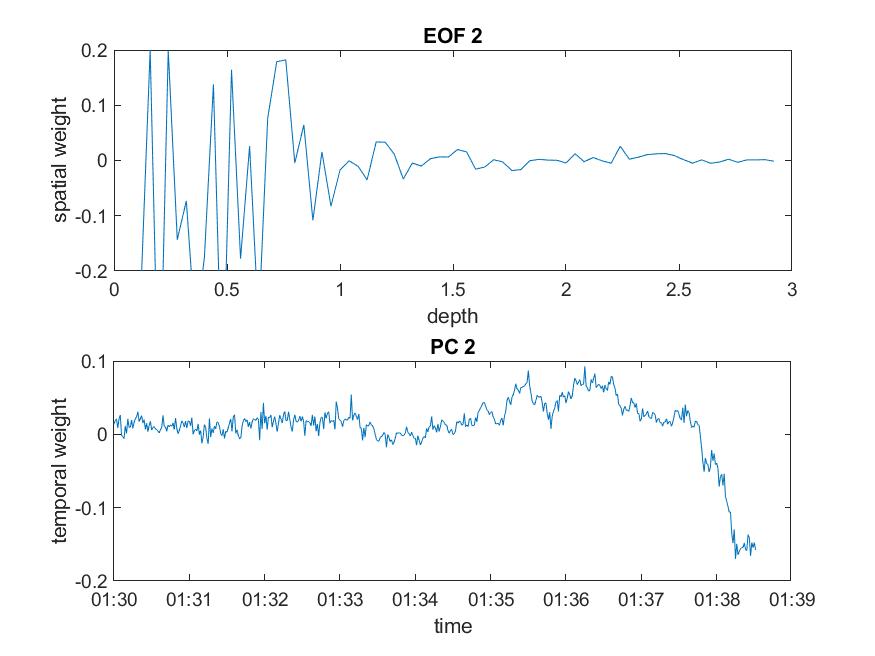 EOF 2
0.2
0.1
0
-0.1
-0.2
spatial weight
0 0.5 1 1.5 2 2.5 3
depth
PC 2
0.1
0
-0.1
-0.2
temporal weight
01:30 01:31 01:32 01:33 01:34 01:35 01:36 01:37 01:38 01:39
time